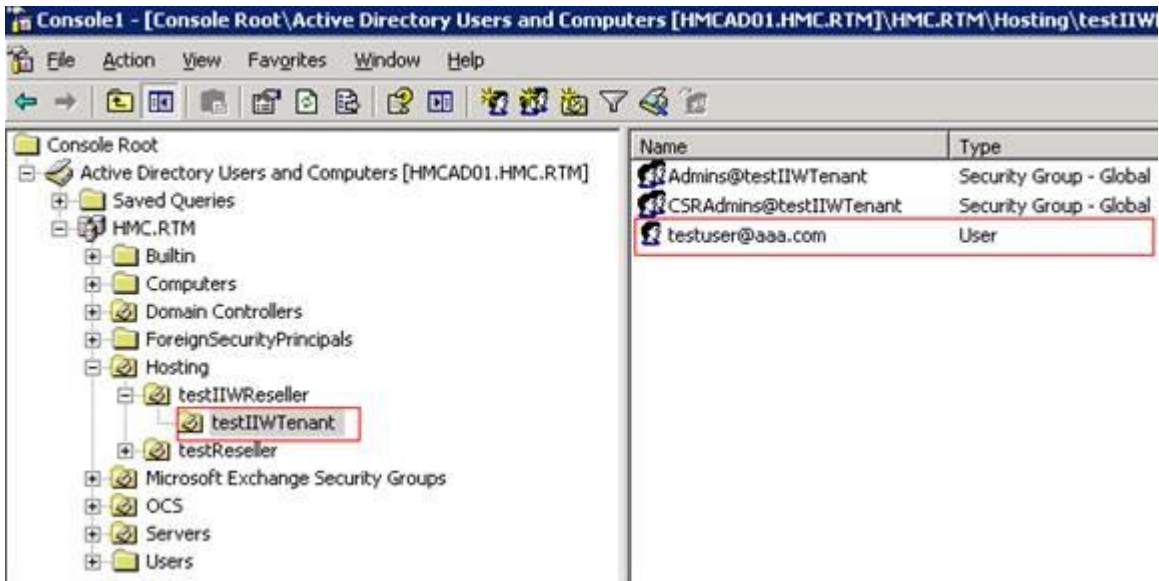 Console1 - [Console Root\Active Directory Users and Computers [HMCAD01.HMC.RTM]\HMC.RTM\Hosting\testIIW
File Action View Favorites Window Help
Console Root
Active Directory Users and Computers [HMCAD01.HMC.RTM]
Saved Queries
HMC.RTM
Builtin
Computers
Domain Controllers
ForeignSecurityPrincipals
Hosting
testIIWReseller
testIIWTenant
testReseller
Microsoft Exchange Security Groups
OCS
Servers
Users
Name Type
Admins@testIIWTenant Security Group - Global
CSRAdmins@testIIWTenant Security Group - Global
testuser@aaa.com User